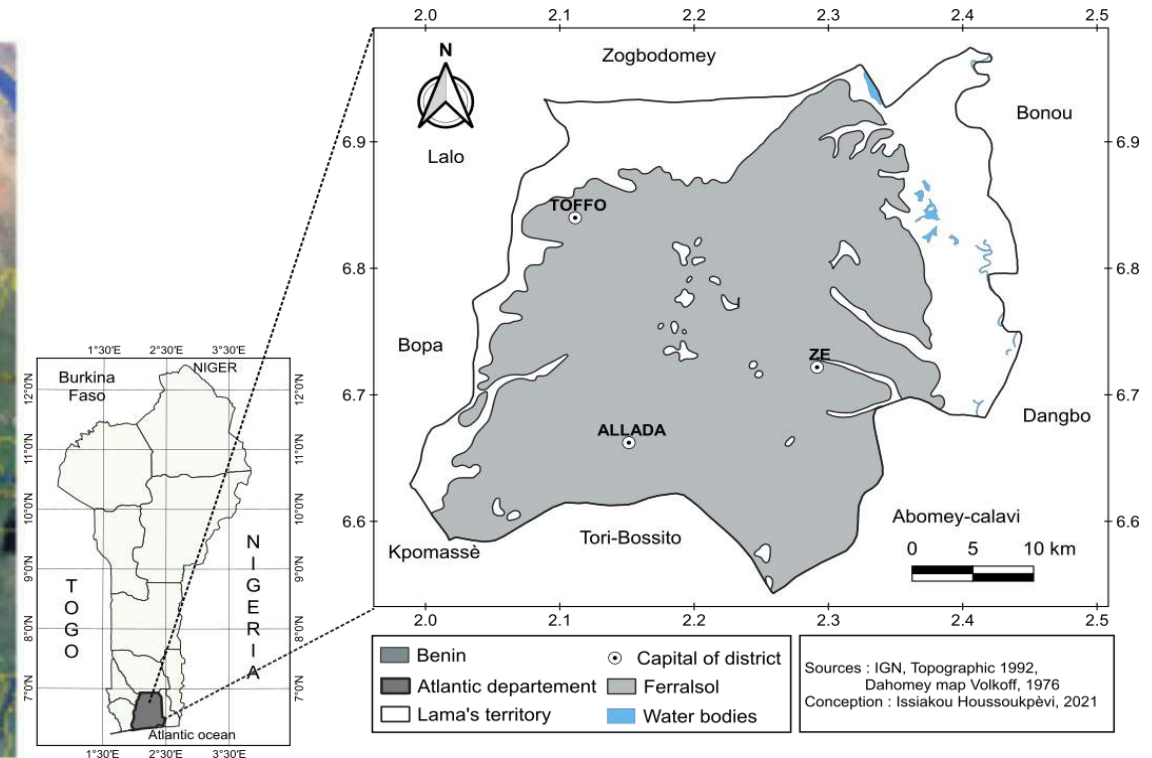 2.0 2.1 2.2 2.3 2.4 2.5
N
Zogbodomey
Bonou
Lalo
6.9 6.9
TOFFO
6.8 6.8
Bopa
ZE
6.7 6.7
Dangbo
ALLADA
6.6 6.6
Kpomassè
Tori-Bossito
Abomey-calavi
0 5 10 km
2.0 2.1 2.2 2.3 2.4 2.5
1°30'E 2°30'E 3°30'E
Burkina
Faso
NIGER
12°0'N 12°0'N
11°0'N 11°0'N
10°0'N 10°0'N
9°0'N 9°0'N
8°0'N 8°0'N
7°0'N 7°0'N
TOGO
NIGERIA
Atlantic ocean
1°30'E 2°30'E 3°30'E
Benin
Atlantic departement
Lama's territory
Capital of district
Ferralsol
Water bodies
Sources : IGN, Topographic 1992,
Dahomey map Volkoff, 1976
Conception : Issiakou Houssoukpèvi, 2021